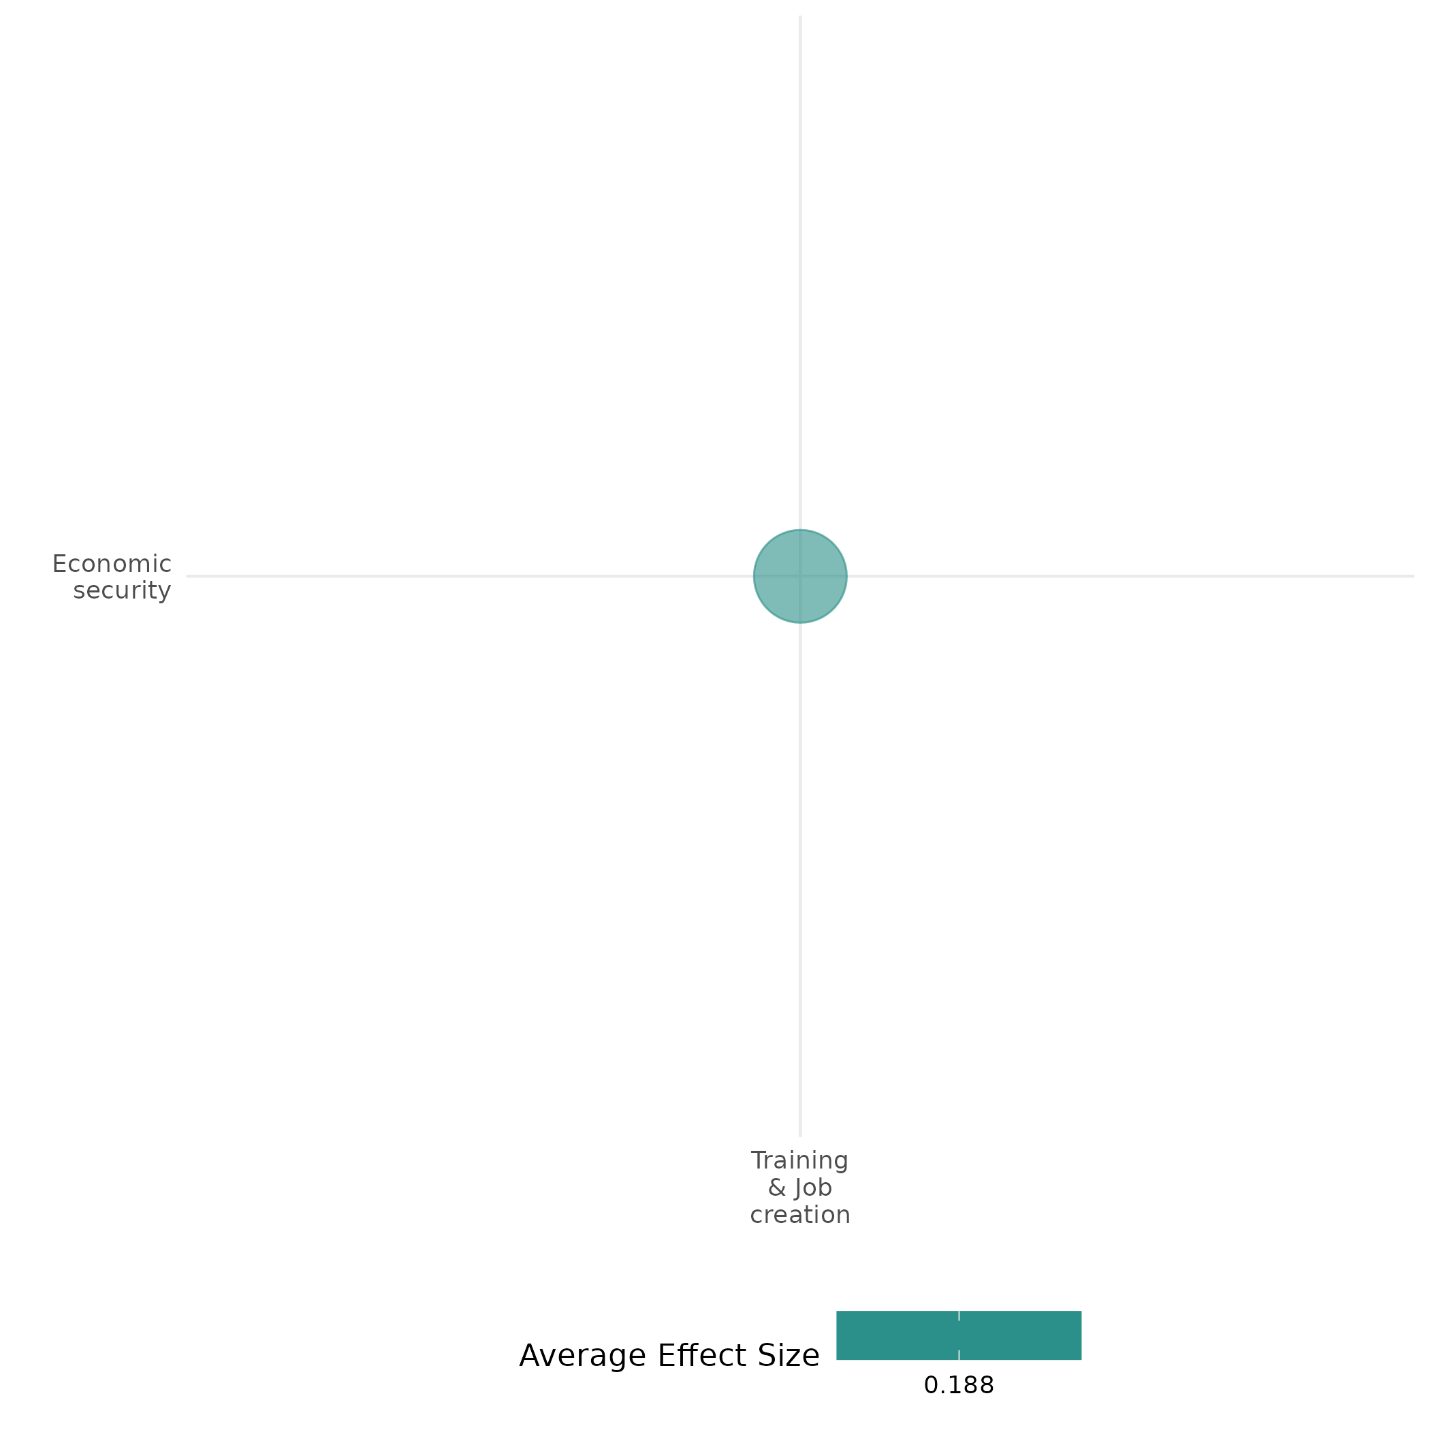 Economic
security
Training
& Job
creation
Average Effect Size
0.188